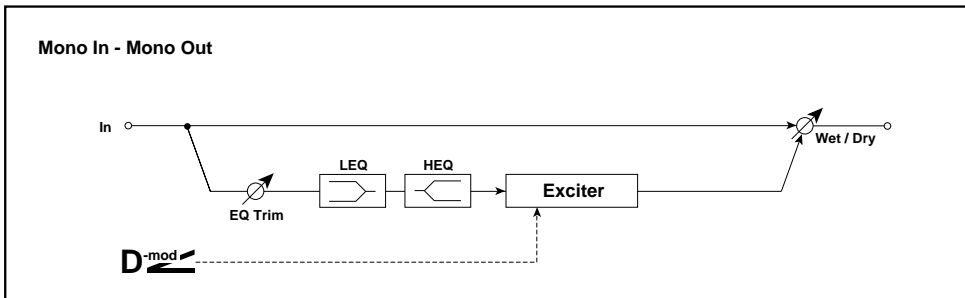 Mono In - Mono Out
In
Wet / Dry
LEQ
HEQ
Exciter
EQ Trim
D-mod